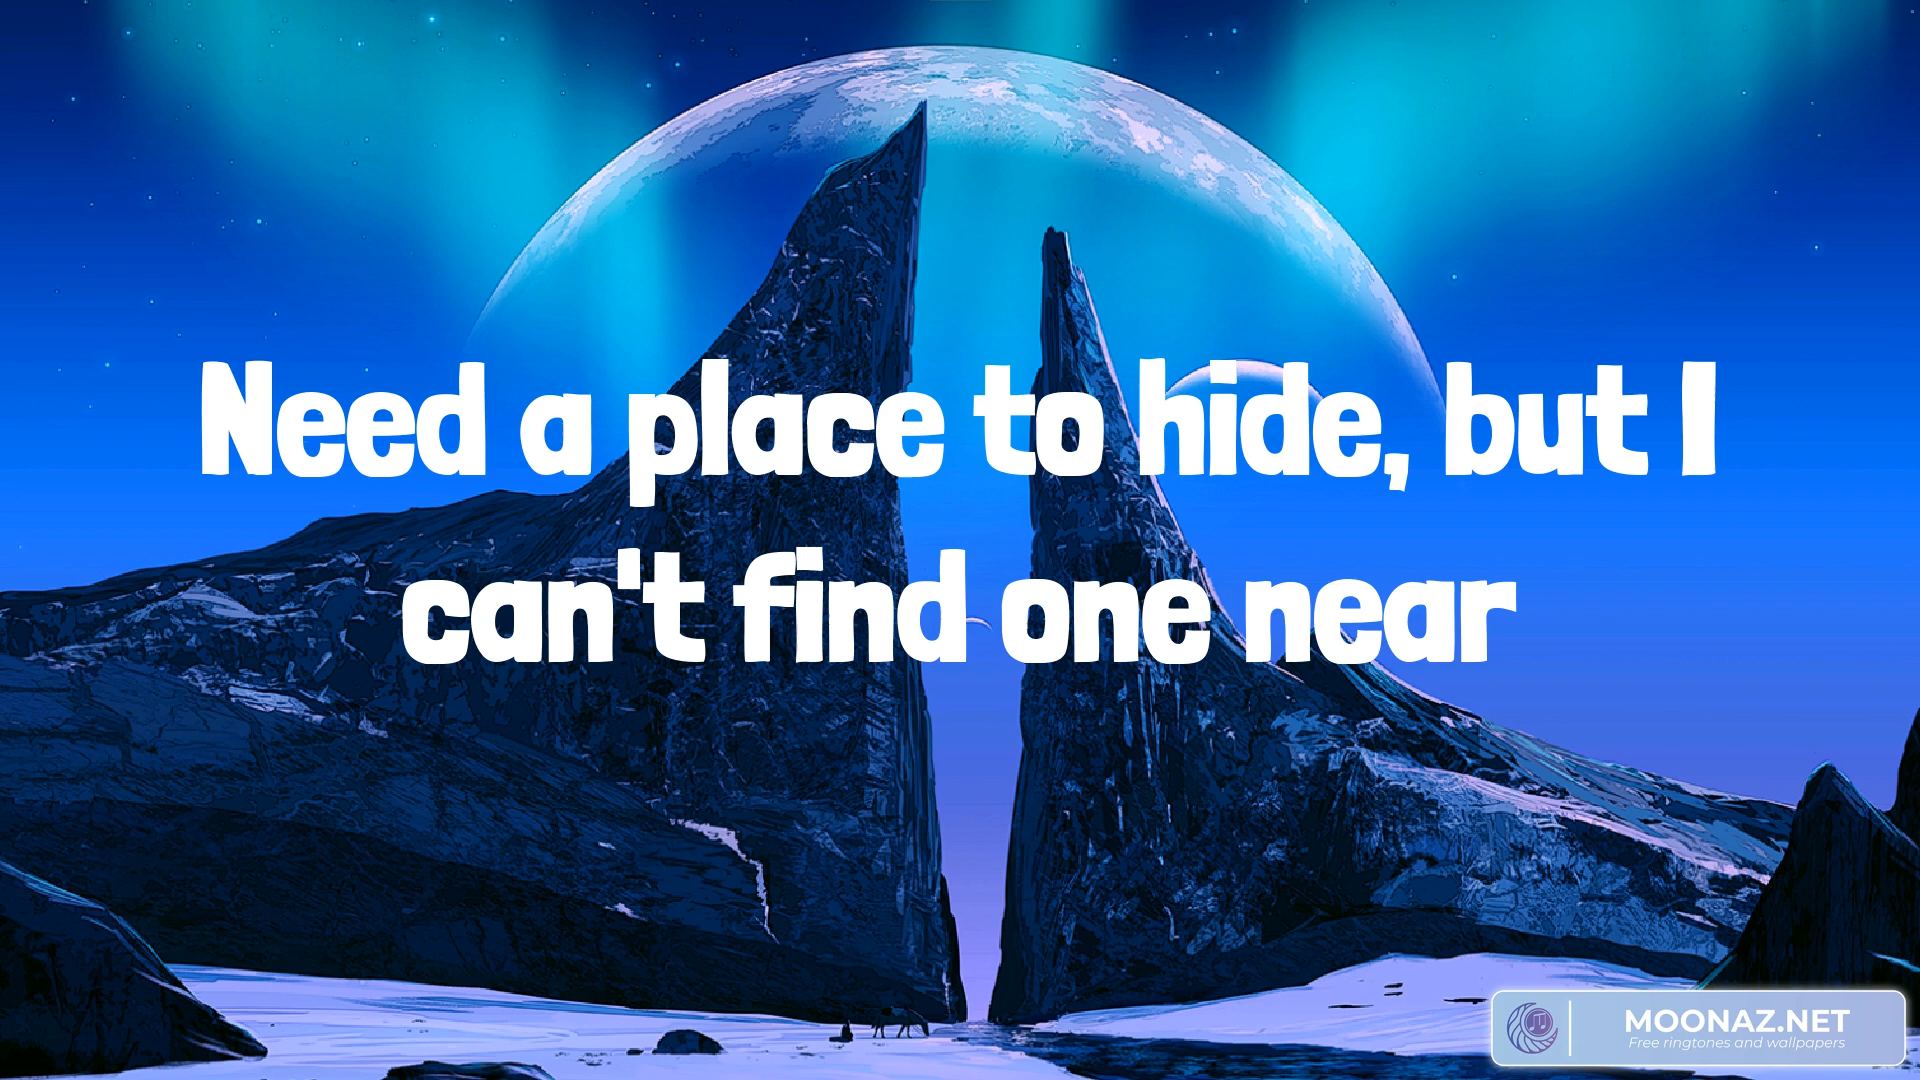 Need a place to hide, but I
can't find one near
MOONAZ.NET
Free ringtones and wallpapers